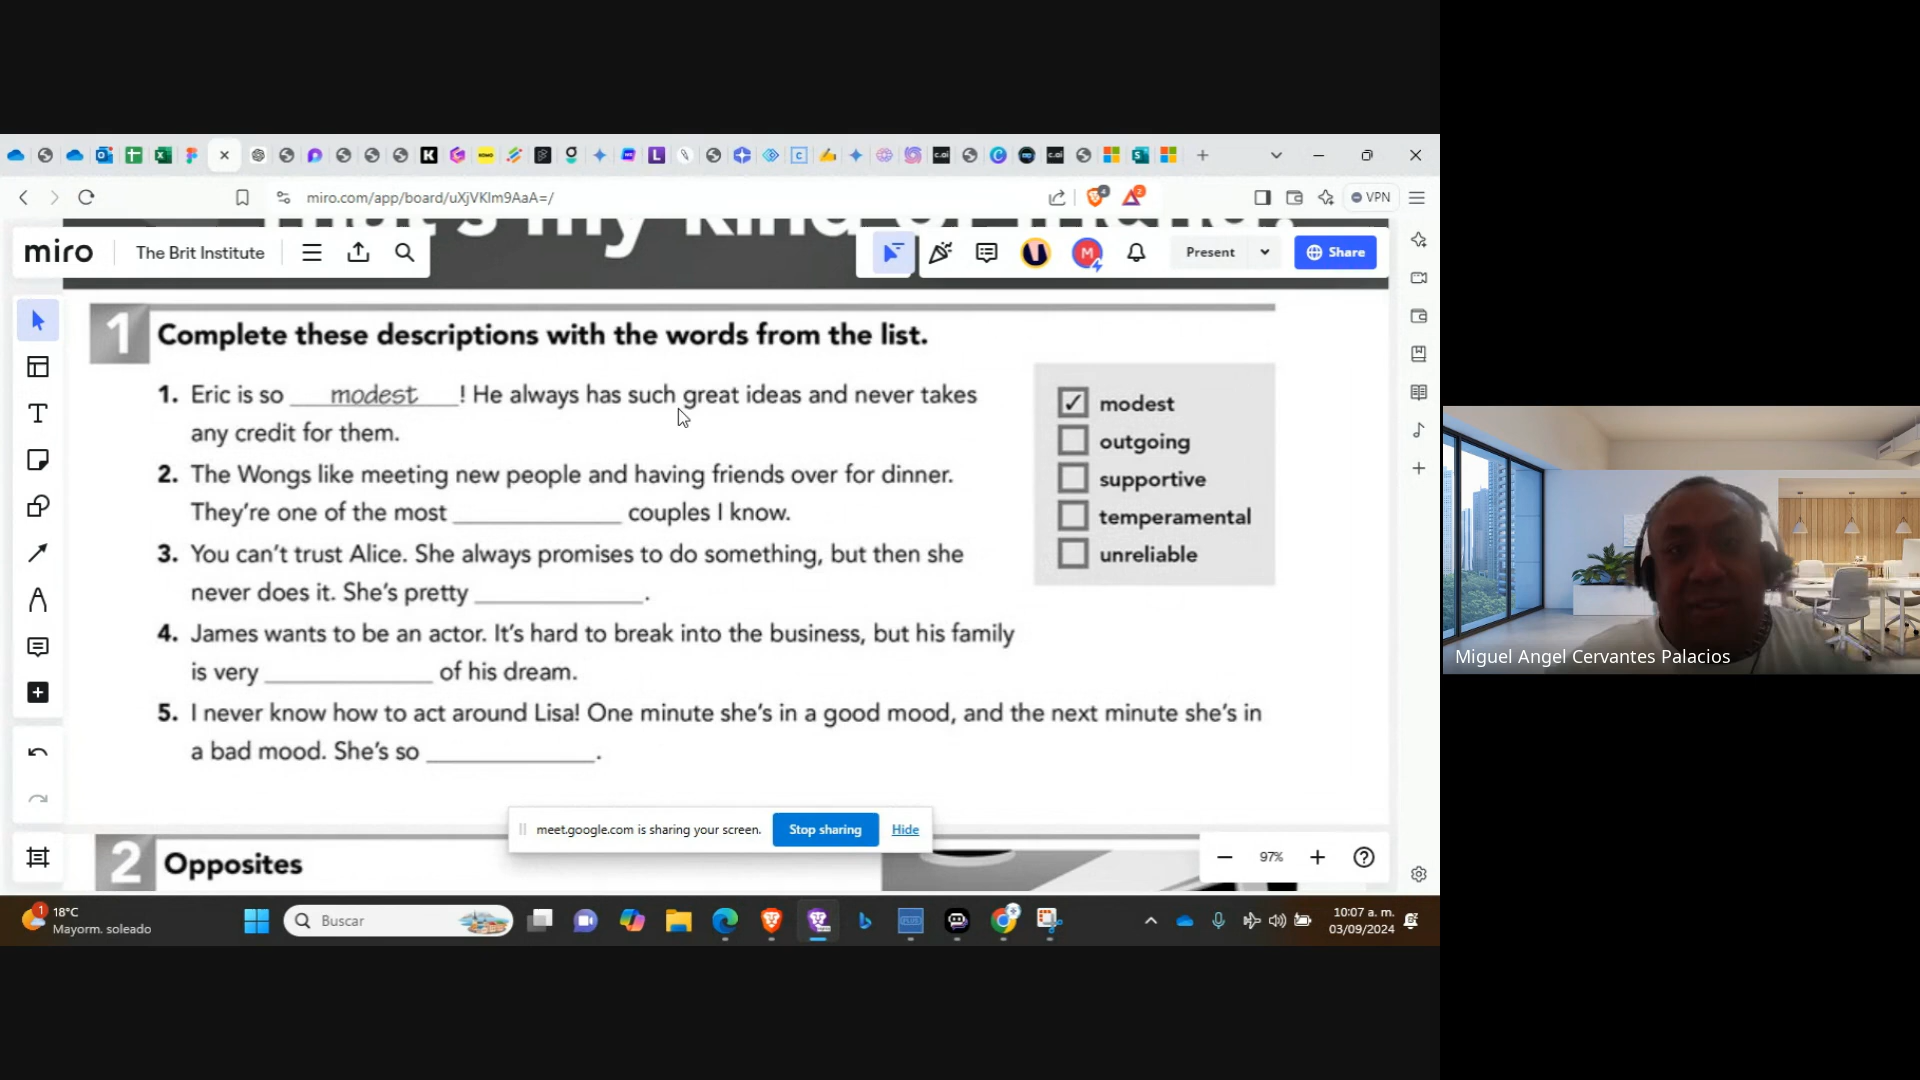 miro.com/app/board/uXjVKlm9AaA=/
VPN
miro
The Brit Institute
Present
Share
1 Complete these descriptions with the words from the list.
1. Eric is so modest ! He always has such great ideas and never takes
any credit for them.
2. The Wongs like meeting new people and having friends over for dinner.
They're one of the most ______________ couples I know.
3. You can't trust Alice. She always promises to do something, but then she
never does it. She's pretty ______________.
4. James wants to be an actor. It's hard to break into the business, but his family
is very ______________ of his dream.
5. I never know how to act around Lisa! One minute she's in a good mood, and the next minute she's in
a bad mood. She's so ______________.
✓ modest
outgoing
supportive
temperamental
unreliable
meet.google.com is sharing your screen.
Stop sharing
Hide
2 Opposites
97%
18°C
Mayorm. soleado
Buscar
10:07 a. m.
03/09/2024
Miguel Angel Cervantes Palacios